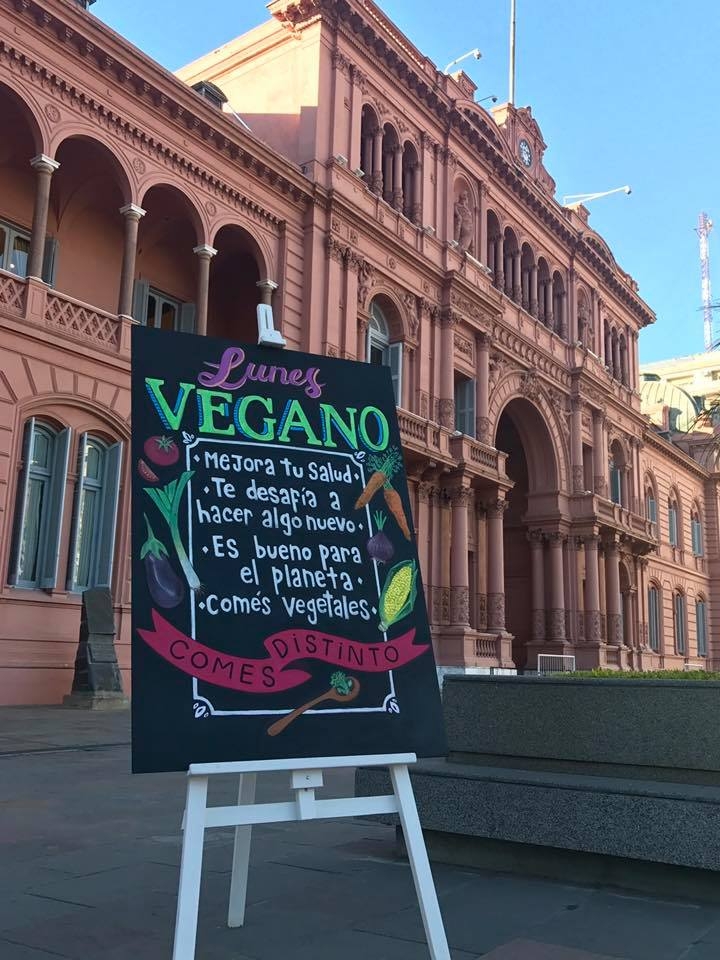 Lunes
VEGANO
• Mejora tu salud •
• Te desafía a
hacer algo nuevo •
• Es bueno para
el planeta •
• Comés vegetales •
COMES DISTINTO